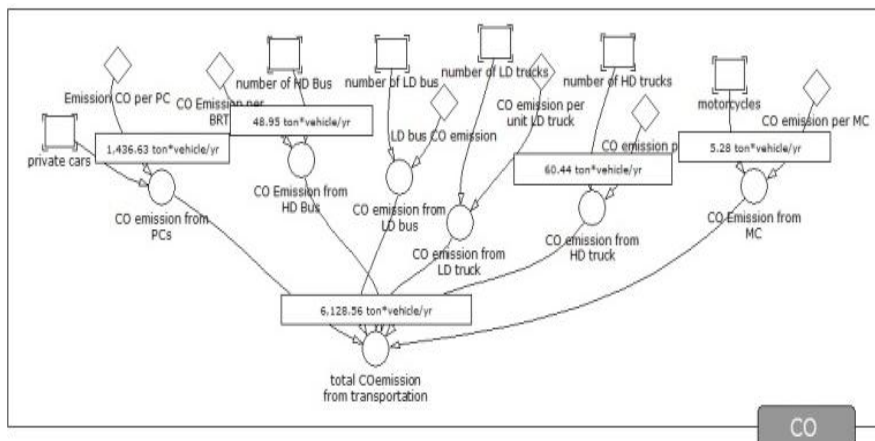 Emission CO per PC
private cars
1,436.63 ton*vehicle/yr
CO emission from
PCs
number of HD Bus
CO Emission per
BRT
48.95 ton*vehicle/yr
CO Emission from
HD Bus
number of LD bus
LD bus CO emission
CO emission from
LD bus
number of LD trucks
CO emission per
unit LD truck
CO emission from
LD truck
number of HD trucks
CO emission
60.44 ton*vehicle/yr
CO emission from
HD truck
motorcycles
CO emission per MC
5.28 ton*vehicle/yr
CO Emission from
MC
6,128.56 ton*vehicle/yr
total COemission
from transportation
CO